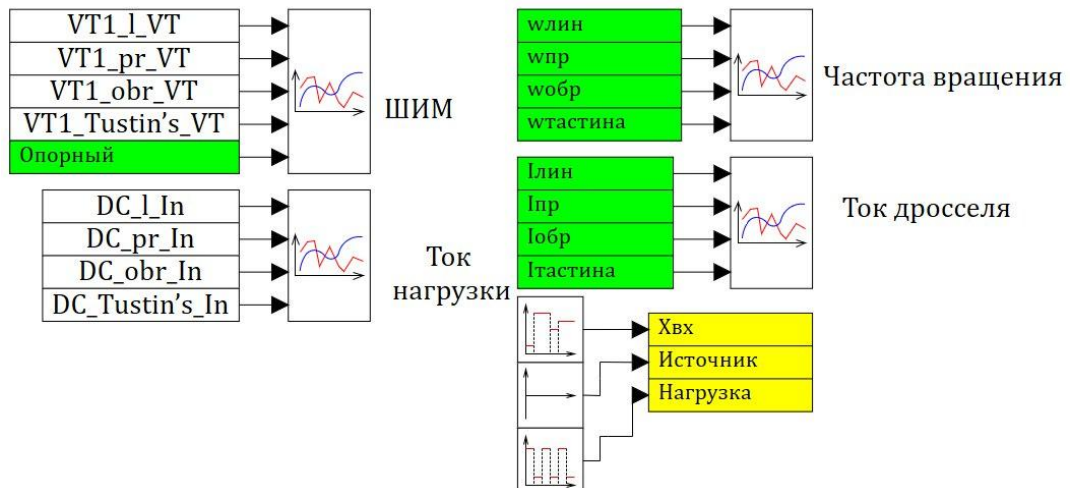 VT1_l_VT
VT1_pr_VT
VT1_obr_VT
VT1_Tustin’s_VT
Опорный
ШИМ
DC_l_In
DC_pr_In
DC_obr_In
DC_Tustin’s_In
Ток
нагрузки
wлин
wпр
wобр
wтастина
Частота вращения
Iлин
Iпр
Iобр
Iтастина
Ток дросселя
Xвх
Источник
Нагрузка